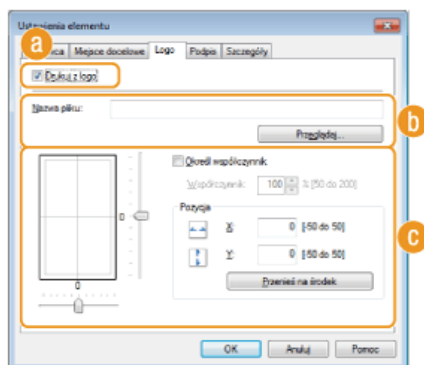 Ustawienia elementu
a
Miejsce docelowe Logo Podpis Szczegóły
Drukuj z logo
Nazwa pliku:
Przeglądaj...
b
Określ współczynnik
Współczynnik: 100 % [50 do 200]
Pozycja
0 X: 0 [-50 do 50]
c
Y: 0 [-50 do 50]
Przenieś na środek
0
OK Anuluj Pomoc